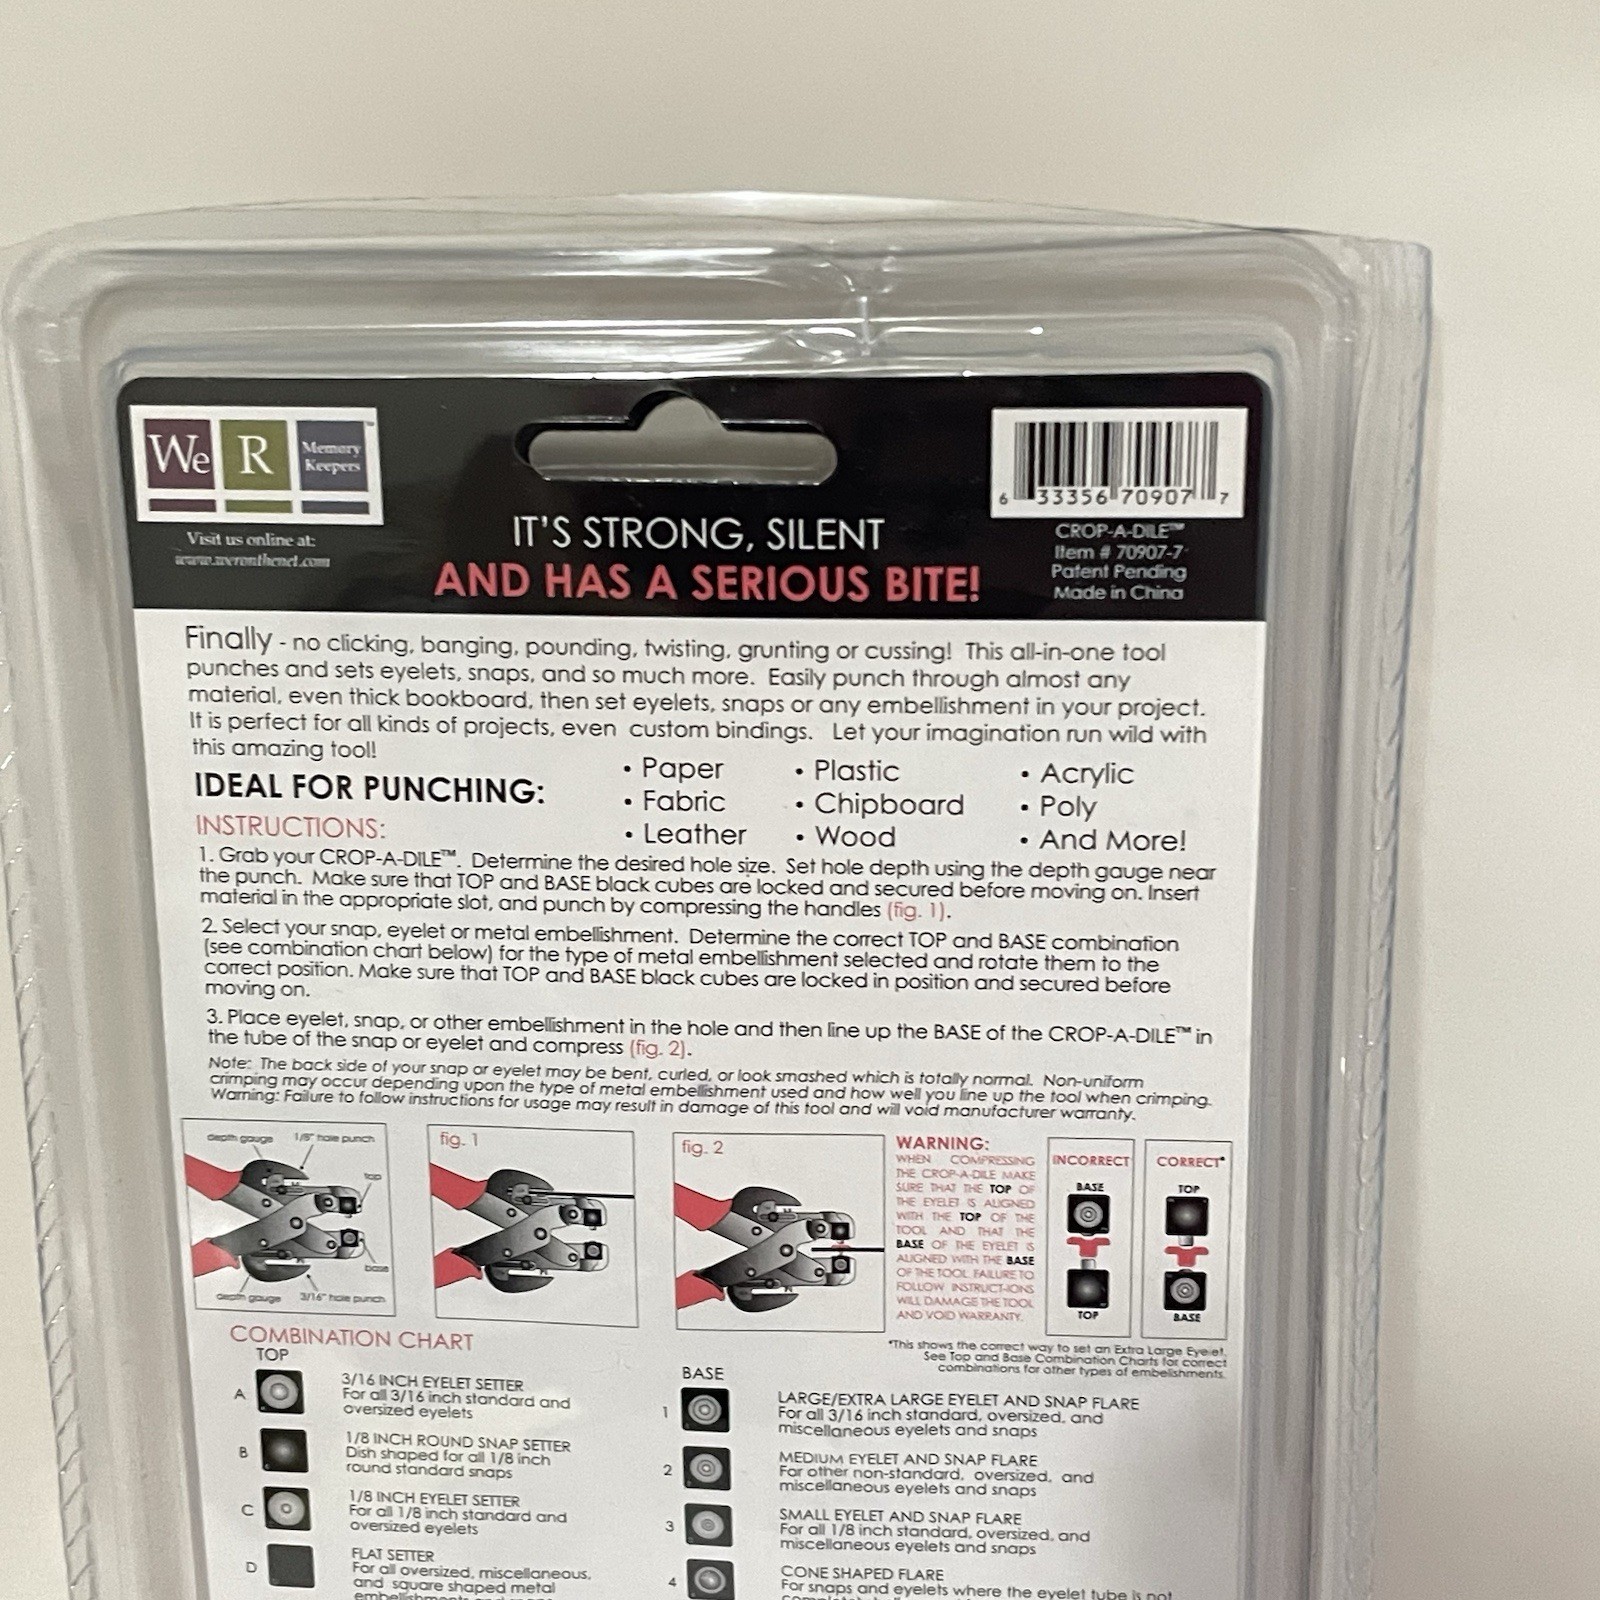 We R Memory Keepers™
Visit us online at:
www.weronthenet.com
6 33356 70907 7
CROP-A-DILE™
Item # 70907-7
Patent Pending
Made in China
IT'S STRONG, SILENT
AND HAS A SERIOUS BITE!
Finally - no clicking, banging, pounding, twisting, grunting or cussing! This all-in-one tool
punches and sets eyelets, snaps, and so much more. Easily punch through almost any
material, even thick bookboard, then set eyelets, snaps or any embellishment in your project.
It is perfect for all kinds of projects, even custom bindings. Let your imagination run wild with
this amazing tool!
IDEAL FOR PUNCHING:
• Paper
• Fabric
• Leather
• Plastic
• Chipboard
• Wood
• Acrylic
• Poly
• And More!
INSTRUCTIONS:
1. Grab your CROP-A-DILE™. Determine the desired hole size. Set hole depth using the depth gauge near
the punch. Make sure that TOP and BASE black cubes are locked and secured before moving on. Insert
material in the appropriate slot, and punch by compressing the handles (fig. 1).
2. Select your snap, eyelet or metal embellishment. Determine the correct TOP and BASE combination
(see combination chart below) for the type of metal embellishment selected and rotate them to the
correct position. Make sure that TOP and BASE black cubes are locked in position and secured before
moving on.
3. Place eyelet, snap, or other embellishment in the hole and then line up the BASE of the CROP-A-DILE™ in
the tube of the snap or eyelet and compress (fig. 2).
Note: The back side of your snap or eyelet may be bent, curled, or look smashed which is totally normal. Non-uniform
crimping may occur depending upon the type of metal embellishment used and how well you line up the tool when crimping.
Warning: Failure to follow instructions for usage may result in damage of this tool and will void manufacturer warranty.
depth gauge
1/8" hole punch
top
base
depth gauge
3/16" hole punch
fig. 1
fig. 2
WARNING:
WHEN COMPRESSING
THE CROP-A-DILE MAKE
SURE THAT THE TOP OF
THE EYELET IS ALIGNED
WITH THE TOP OF THE
TOOL AND THAT THE
BASE OF THE EYELET IS
ALIGNED WITH THE BASE
OF THE TOOL. FAILURE TO
FOLLOW INSTRUCT-IONS
WILL DAMAGE THE TOOL
AND VOID WARRANTY.
INCORRECT
BASE
TOP
CORRECT*
TOP
BASE
*This shows the correct way to set an Extra Large Eyelet.
See Top and Base Combination Charts for correct
combinations for other types of embelishments.
COMBINATION CHART
TOP
A
3/16 INCH EYELET SETTER
For all 3/16 inch standard and
oversized eyelets
B
1/8 INCH ROUND SNAP SETTER
Dish shaped for all 1/8 inch
round standard snaps
C
1/8 INCH EYELET SETTER
For all 1/8 inch standard and
oversized eyelets
D
FLAT SETTER
For all oversized, miscellaneous,
and square shaped metal
BASE
1
LARGE/EXTRA LARGE EYELET AND SNAP FLARE
For all 3/16 inch standard, oversized, and
miscellaneous eyelets and snaps
2
MEDIUM EYELET AND SNAP FLARE
For other non-standard, oversized, and
miscellaneous eyelets and snaps
3
SMALL EYELET AND SNAP FLARE
For all 1/8 inch standard, oversized, and
miscellaneous eyelets and snaps
4
CONE SHAPED FLARE
For snaps and eyelets where the eyelet tube is not